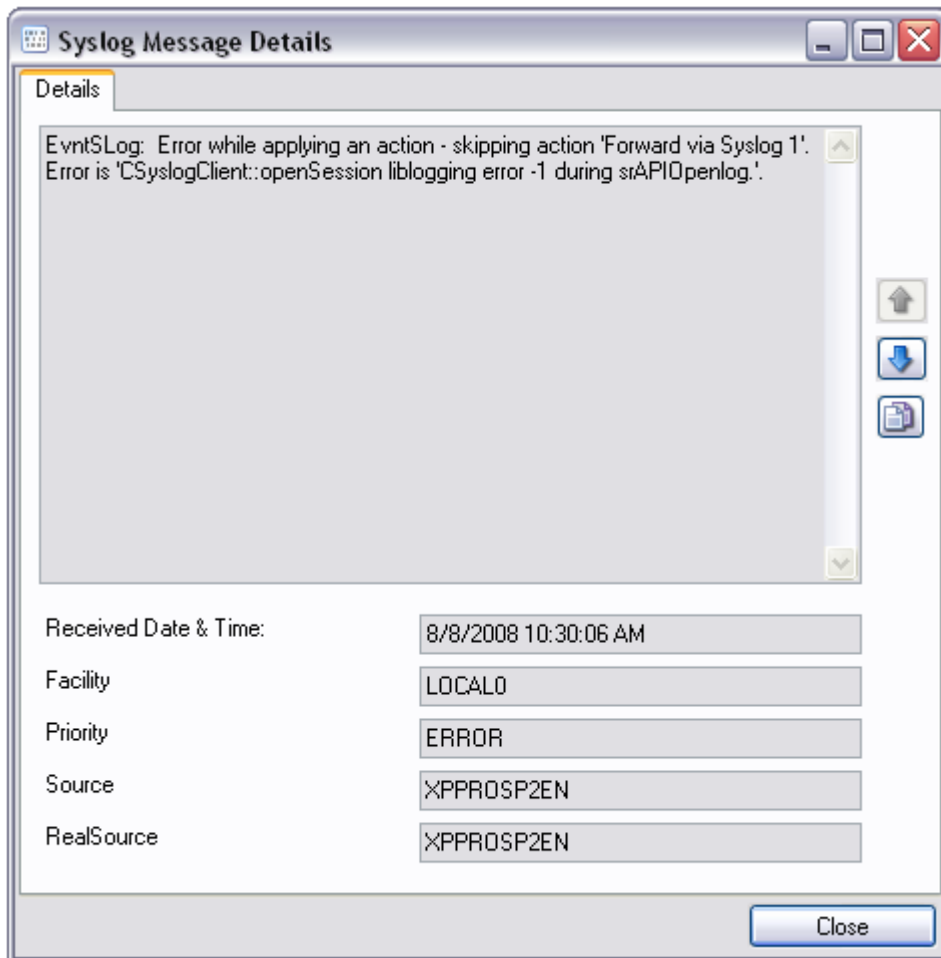 Syslog Message Details
Details
EvntSLog:  Error while applying an action - skipping action 'Forward via Syslog 1'.
Error is 'CSyslogClient::openSession liblogging error -1 during srAPIOpenlog.'.
Received Date & Time:
8/8/2008 10:30:06 AM
Facility
LOCAL0
Priority
ERROR
Source
XPPROSP2EN
RealSource
XPPROSP2EN
Close